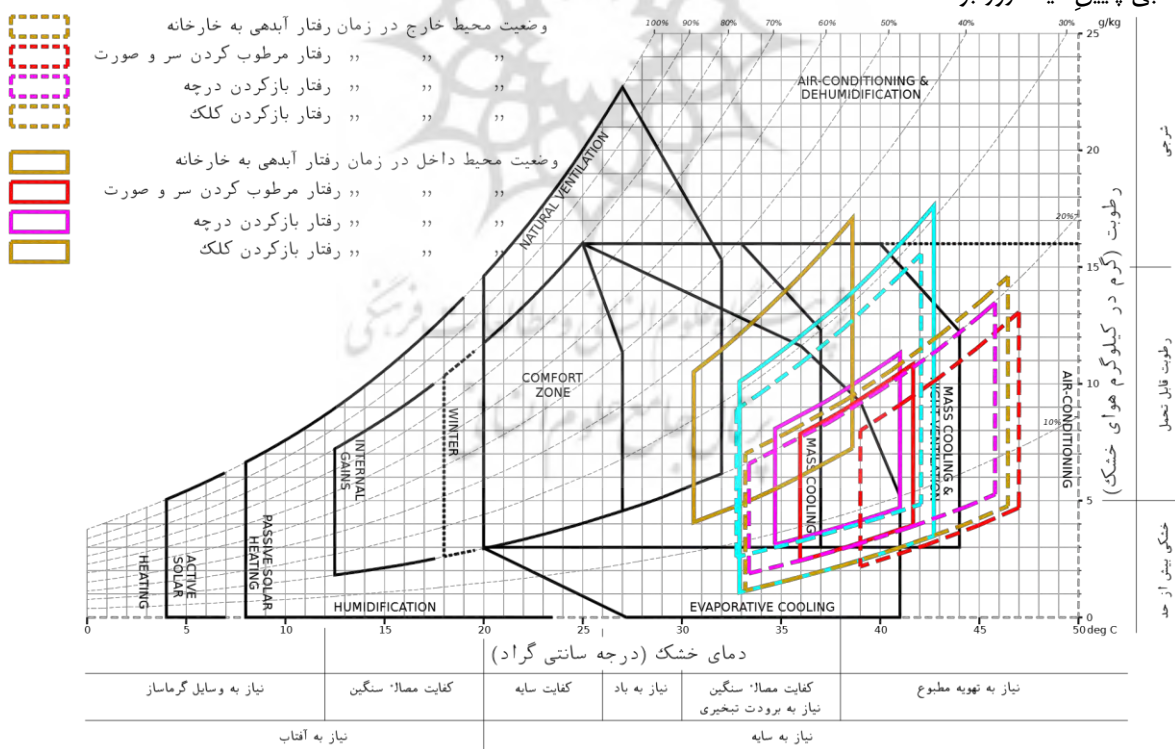 وضعیت محیط خارج در زمان رفتار آبدهی به خارخانه
,, ,, ,, رفتار مرطوب کردن سر و صورت
,, ,, ,, رفتار بازکردن درچه
,, ,, ,, رفتار بازکردن کلک
وضعیت محیط داخل در زمان رفتار آبدهی به خارخانه
,, ,, ,, رفتار مرطوب کردن سر و صورت
,, ,, ,, رفتار بازکردن درچه
,, ,, ,, رفتار بازکردن کلک
100% 90% 80% 70% 60% 50% 40% 30% g/kg
25
AIR-CONDITIONING &
DEHUMIDIFICATION
20
NATURAL VENTILATION
20%
15
COMFORT
ZONE
10
10%
5
0
WINTER
INTERNAL
GAINS
PASSIVE SOLAR
HEATING
ACTIVE
SOLAR
HEATING
MASS COOLING
MASS COOLING &
NIGHT VENTILATION
AIR-CONDITIONING
HUMIDIFICATION
EVAPORATIVE COOLING
0 5 10 15 20 25 30 35 40 45 50 deg C
رطوبت (گرم در کیلوگرم هوای خشک)
شرجی
رطوبت قابل تحمل
خشکی بیش از حد
دمای خشک (درجه سانتی گراد)
نیاز به تهویه مطبوع
کفایت مصالح سنگین
نیاز به برودت تبخیری
نیاز به باد
کفایت سایه
کفایت مصالح سنگین
نیاز به وسایل گرماساز
نیاز به سایه
نیاز به آفتاب